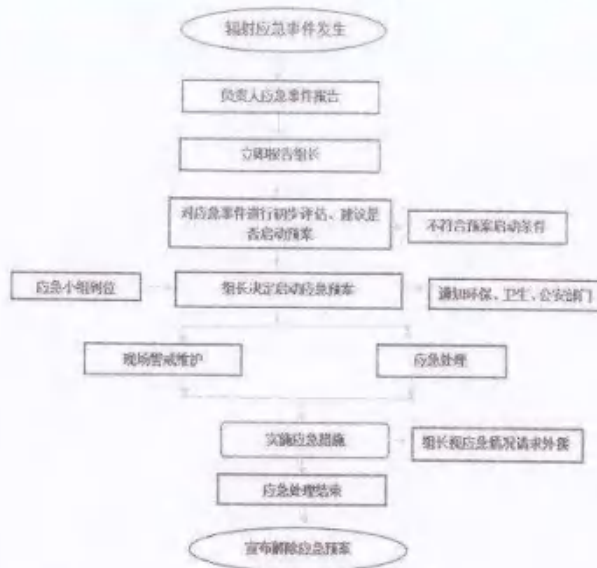 辐射应急事件发生
负责人应急事件报告
立即报告组长
对应急事件进行初步评估、建议是
否启动预案
不符合预案启动条件
应急小组到位
组长决定启动应急预案
通知环保、卫生、公安部门
现场警戒维护
应急处理
实施应急措施
组长视应急情况请求外援
应急处理结束
宣布解除应急预案